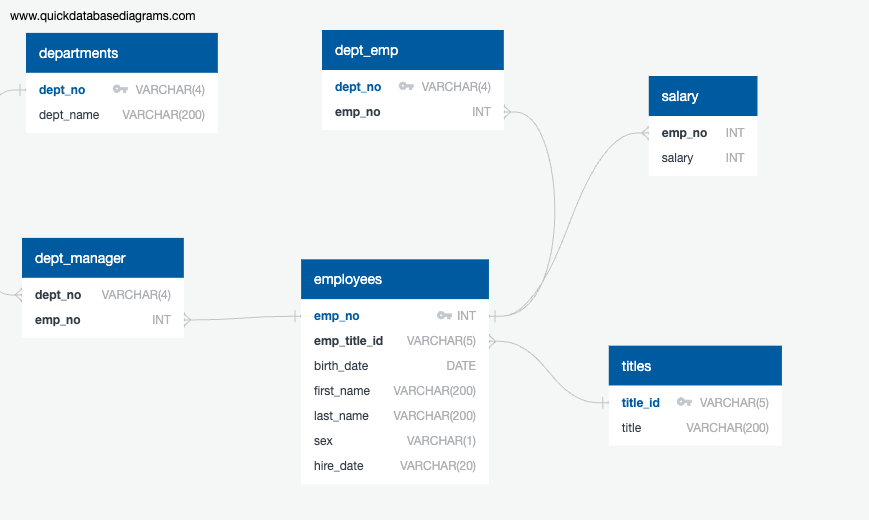 www.quickdatabasediagrams.com
departments
dept_no VARCHAR(4)
dept_name VARCHAR(200)
dept_emp
dept_no VARCHAR(4)
emp_no INT
salary
emp_no INT
salary INT
dept_manager
dept_no VARCHAR(4)
emp_no INT
employees
emp_no INT
emp_title_id VARCHAR(5)
birth_date DATE
first_name VARCHAR(200)
last_name VARCHAR(200)
sex VARCHAR(1)
hire_date VARCHAR(20)
titles
title_id VARCHAR(5)
title VARCHAR(200)